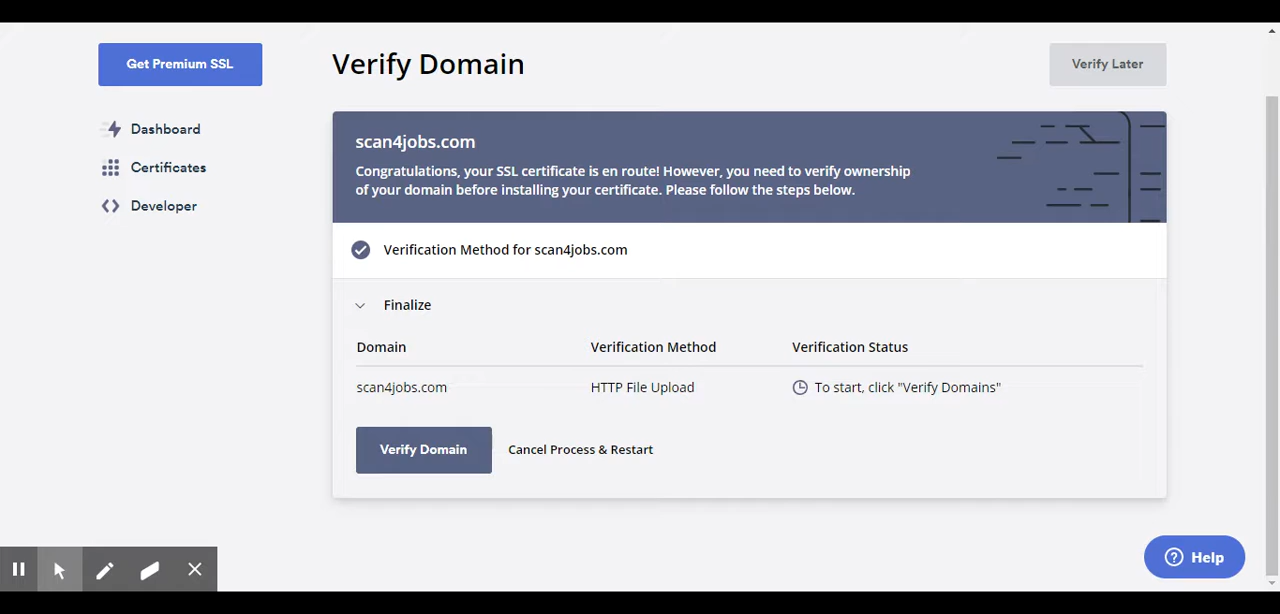 Get Premium SSL
Verify Domain
Verify Later
Dashboard
Certificates
Developer
scan4jobs.com
Congratulations, your SSL certificate is en route! However, you need to verify ownership
of your domain before installing your certificate. Please follow the steps below.
Verification Method for scan4jobs.com
Finalize
Domain Verification Method Verification Status
scan4jobs.com HTTP File Upload To start, click "Verify Domains"
Verify Domain Cancel Process & Restart
Help